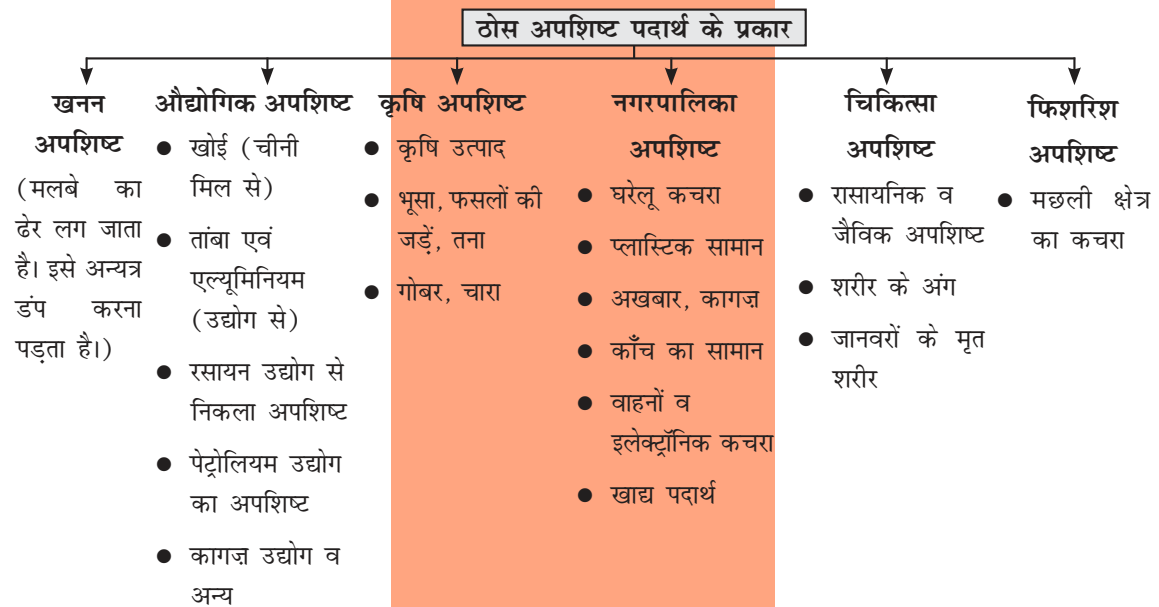 ठोस अपशिष्ट पदार्थ के प्रकार
खनन
अपशिष्ट
(मलबे का
ढेर लग जाता
है। इसे अन्यत्र
डंप करना
पड़ता है।)
औद्योगिक अपशिष्ट
● खोई (चीनी
मिल से)
● तांबा एवं
एल्यूमिनियम
(उद्योग से)
● रसायन उद्योग से
निकला अपशिष्ट
● पेट्रोलियम उद्योग
का अपशिष्ट
● कागज़ उद्योग व
अन्य
कृषि अपशिष्ट
● कृषि उत्पाद
● भूसा, फसलों की
जड़ें, तना
● गोबर, चारा
नगरपालिका
अपशिष्ट
● घरेलू कचरा
● प्लास्टिक सामान
● अखबार, कागज़
● काँच का सामान
● वाहनों व
इलेक्ट्रॉनिक कचरा
● खाद्य पदार्थ
चिकित्सा
अपशिष्ट
● रासायनिक व
जैविक अपशिष्ट
● शरीर के अंग
● जानवरों के मृत
शरीर
फिशरिश
अपशिष्ट
● मछली क्षेत्र
का कचरा